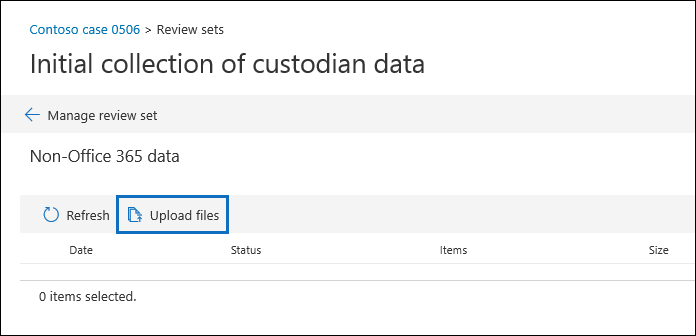 Contoso case 0506 > Review sets
Initial collection of custodian data
Manage review set
Non-Office 365 data
Refresh Upload files
Date Status Items Size
0 items selected.